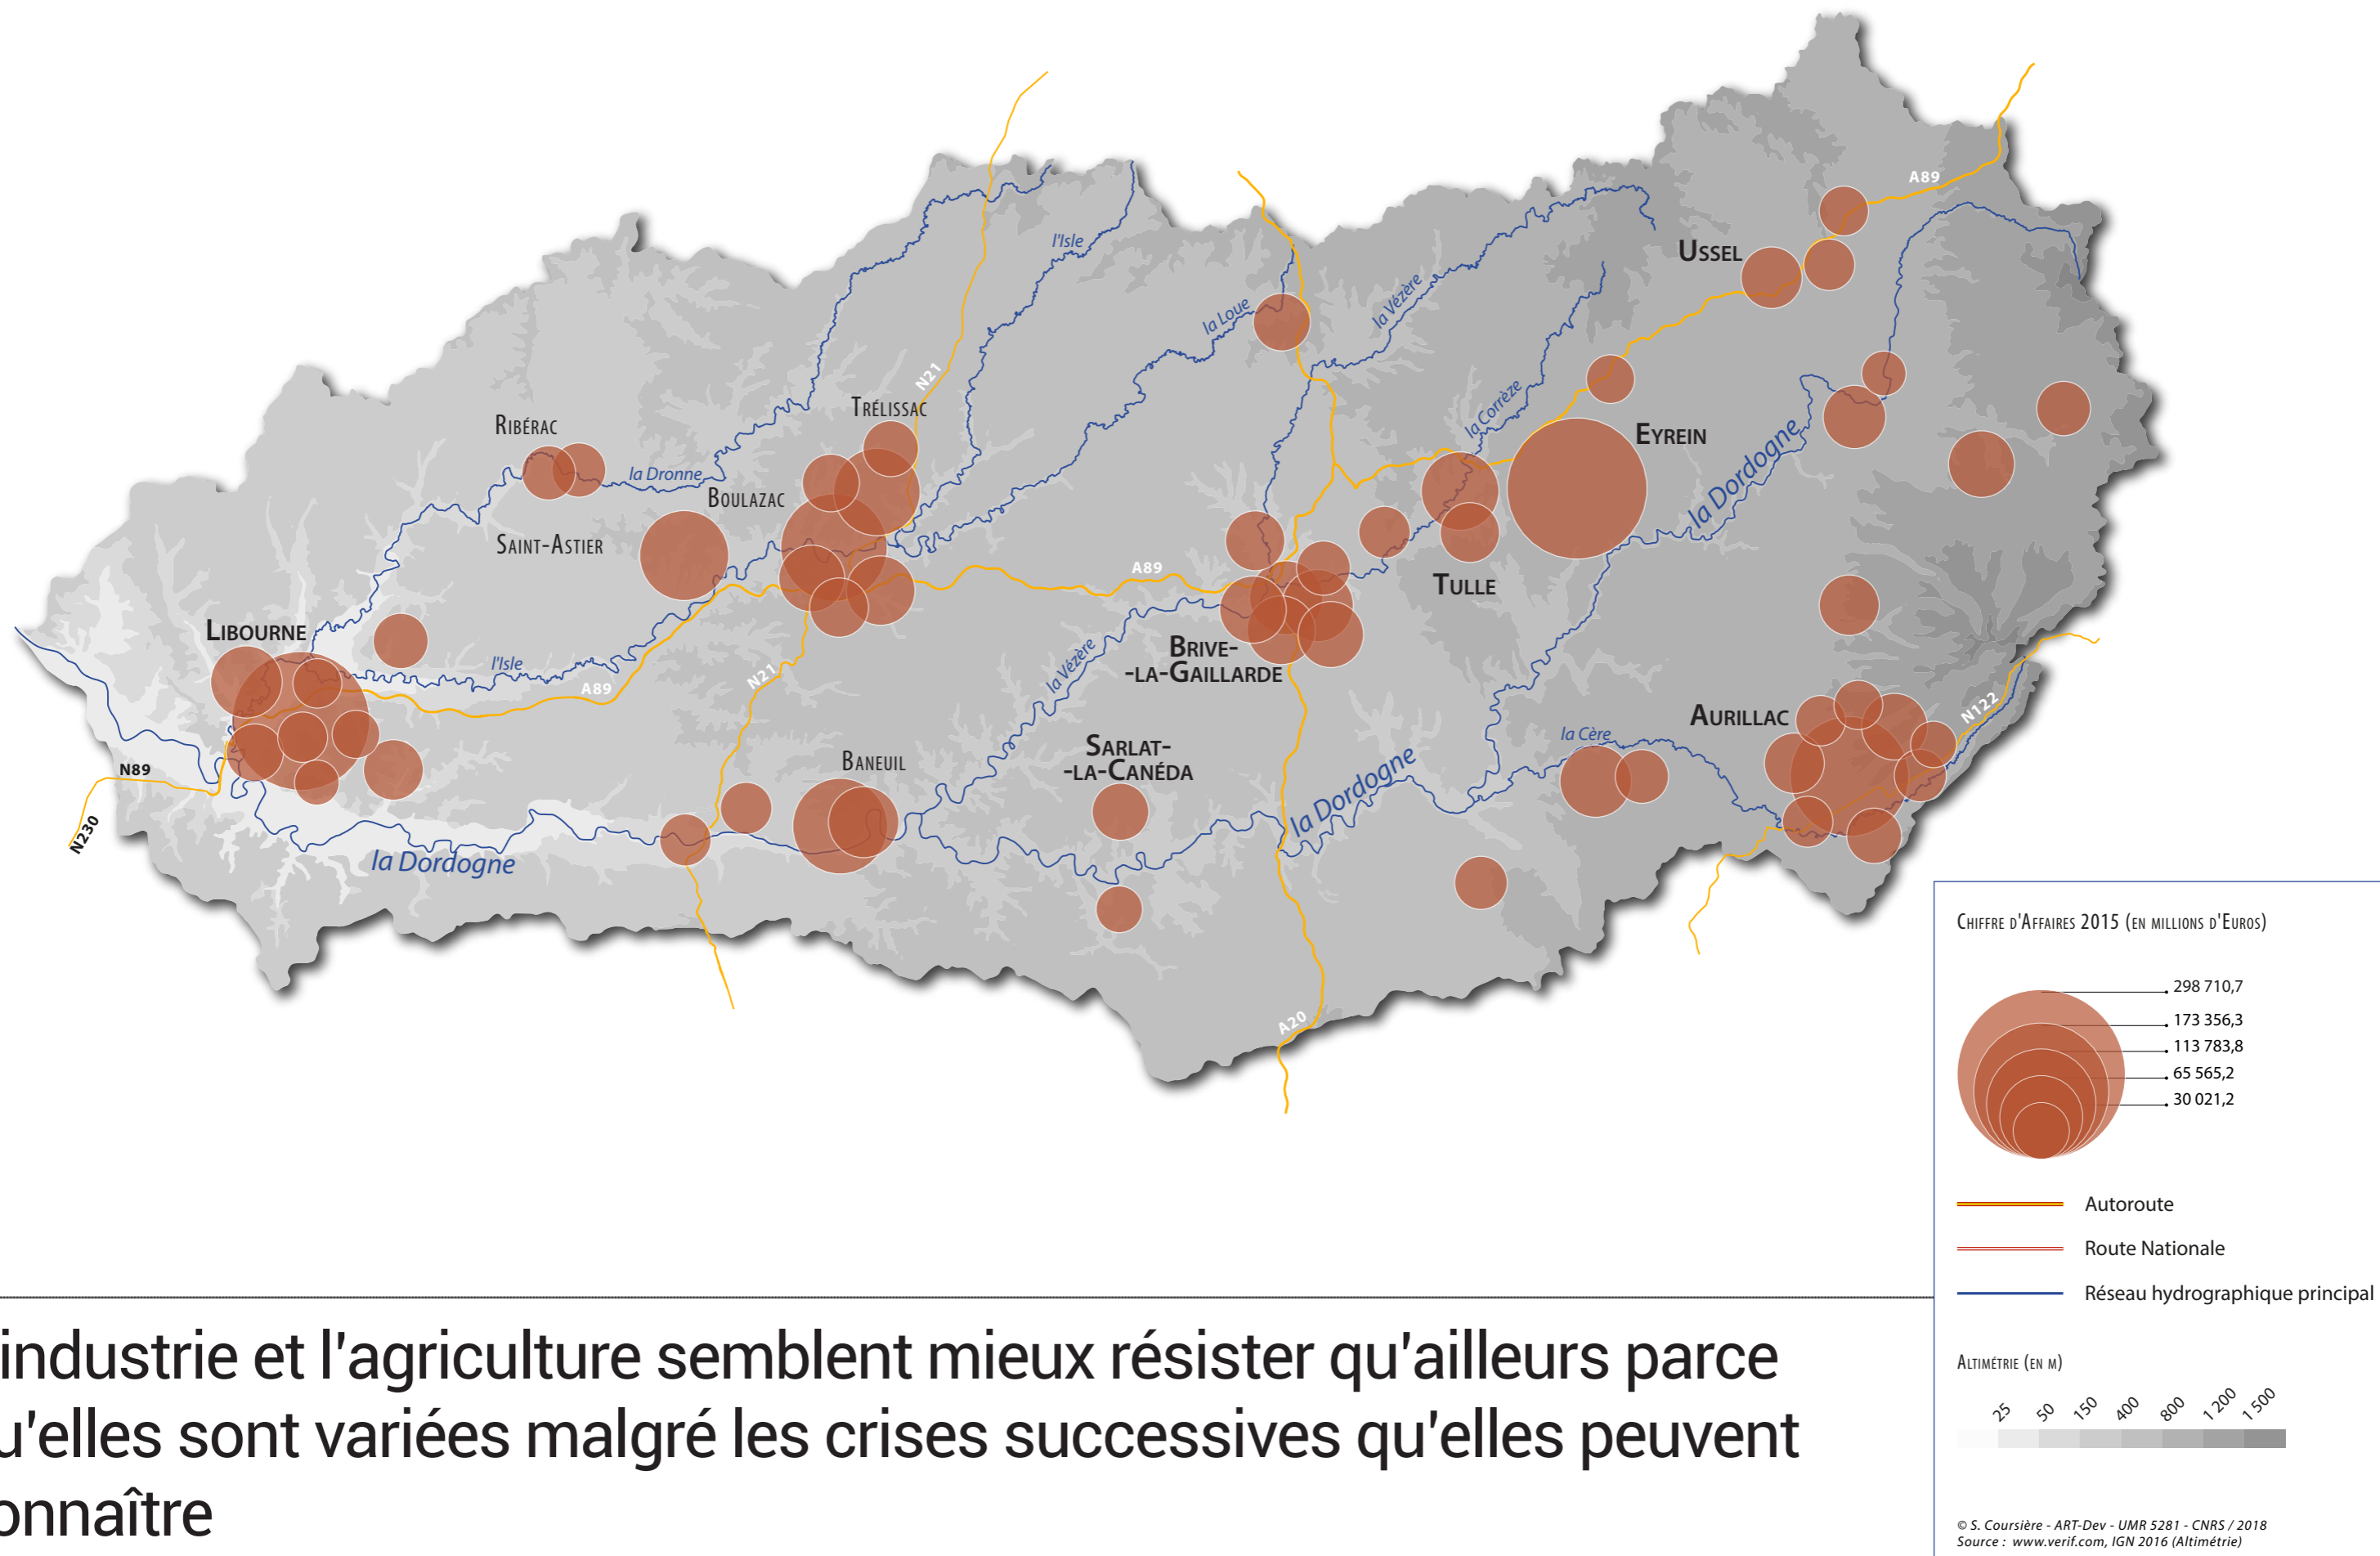 A89
l'Isle
Ussel
la Loue
la Vézère
N21
la Corrèze
Trélissac
Ribérac
Eyrein
la Dronne
la Dordogne
Boulazac
Saint-Astier
A89
Tulle
Libourne
Brive-
-la-Gaillarde
l'Isle
la Vézère
A89
N21
Aurillac
N122
Sarlat-
-la-Canéda
la Cère
Baneuil
N89
la Dordogne
N230
la Dordogne
A20
Chiffre d'Affaires 2015 (en millions d'Euros)
298 710,7
173 356,3
113 783,8
65 565,2
30 021,2
Autoroute
Route Nationale
Réseau hydrographique principal
Altimétrie (en m)
25 50 150 400 800 1 200 1 500
© S. Coursière - ART-Dev - UMR 5281 - CNRS / 2018
Source : www.verif.com, IGN 2016 (Altimétrie)
industrie et l'agriculture semblent mieux résister qu'ailleurs parce
u'elles sont variées malgré les crises successives qu'elles peuvent
onnaître